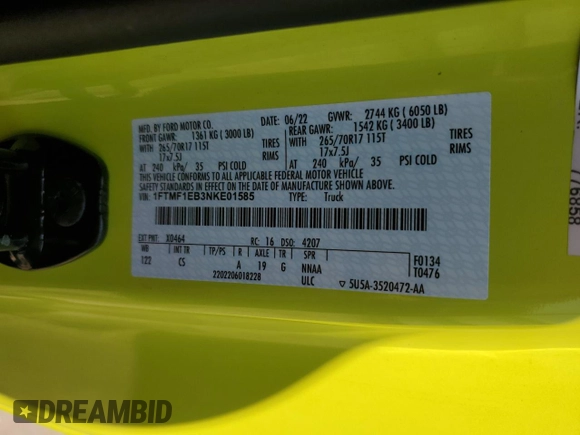 MFD. BY FORD MOTOR CO. DATE: 06/22 GVWR: 2744 KG ( 6050 LB)
FRONT GAWR: 1361 KG ( 3000 LB) REAR GAWR: 1542 KG ( 3400 LB)
WITH 265/70R17 115T TIRES WITH 265/70R17 115T TIRES
17x7.5J RIMS 17x7.5J RIMS
AT 240 kPa/ 35 PSI COLD AT 240 kPa/ 35 PSI COLD
THIS VEHICLE CONFORMS TO ALL APPLICABLE FEDERAL MOTOR VEHICLE
SAFETY STANDARDS IN EFFECT ON THE DATE OF MANUFACTURE SHOWN ABOVE.
VIN: 1FTMF1EB3NKE01585 TYPE: Truck
EXT PNT: X0464 RC: 16 DSO: 4207
WB INT TR TP/PS R AXLE TR SPR F0134
122 CS A 19 G NNAA T0476
2202206018228 ULC ▽ 5U5A-3520472-AA
776858
DREAMBID